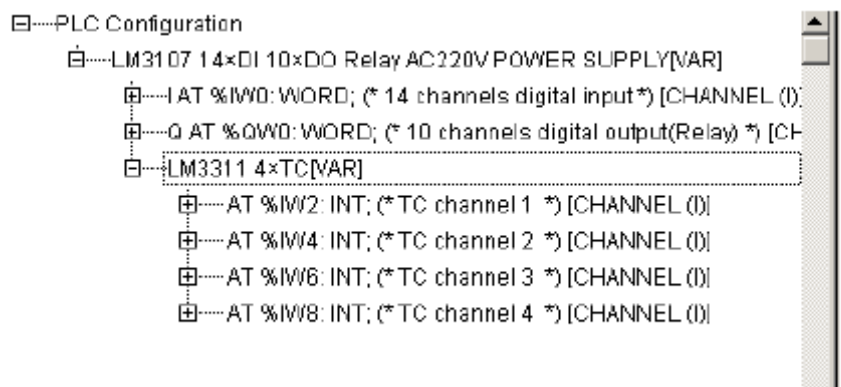 PLC Configuration
LM3107 14×DI 10×DO Relay AC220V POWER SUPPLY[VAR]
I AT %IW0: WORD; (* 14 channels digital input *) [CHANNEL (I)]
Q AT %QW0: WORD; (* 10 channels digital output(Relay) *) [CH
LM3311 4×TC[VAR]
AT %IW2: INT; (* TC channel 1 *) [CHANNEL (I)]
AT %IW4: INT; (* TC channel 2 *) [CHANNEL (I)]
AT %IW6: INT; (* TC channel 3 *) [CHANNEL (I)]
AT %IW8: INT; (* TC channel 4 *) [CHANNEL (I)]